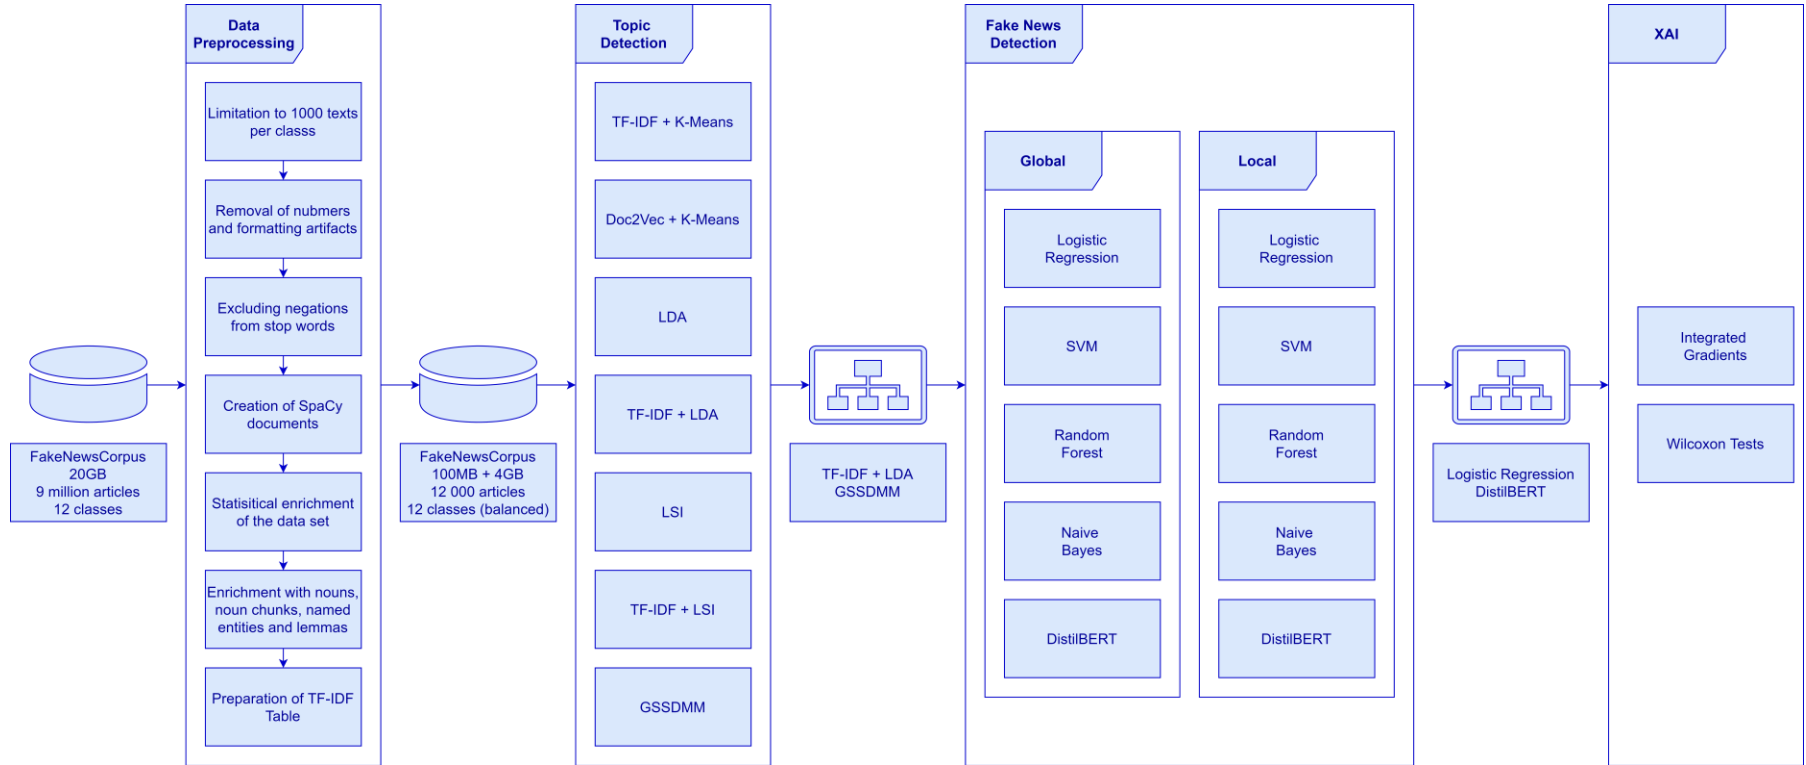 FakeNewsCorpus
20GB
9 million articles
12 classes
Data
Preprocessing
Limitation to 1000 texts
per classs
Removal of nubmers
and formatting artifacts
Excluding negations
from stop words
Creation of SpaCy
documents
Statisitical enrichment
of the data set
Enrichment with nouns,
noun chunks, named
entities and lemmas
Preparation of TF-IDF
Table
FakeNewsCorpus
100MB + 4GB
12 000 articles
12 classes (balanced)
Topic
Detection
TF-IDF + K-Means
Doc2Vec + K-Means
LDA
TF-IDF + LDA
LSI
TF-IDF + LSI
GSSDMM
TF-IDF + LDA
GSSDMM
Fake News
Detection
Global
Logistic
Regression
SVM
Random
Forest
Naive
Bayes
DistilBERT
Local
Logistic
Regression
SVM
Random
Forest
Naive
Bayes
DistilBERT
Logistic Regression
DistilBERT
XAI
Integrated
Gradients
Wilcoxon Tests